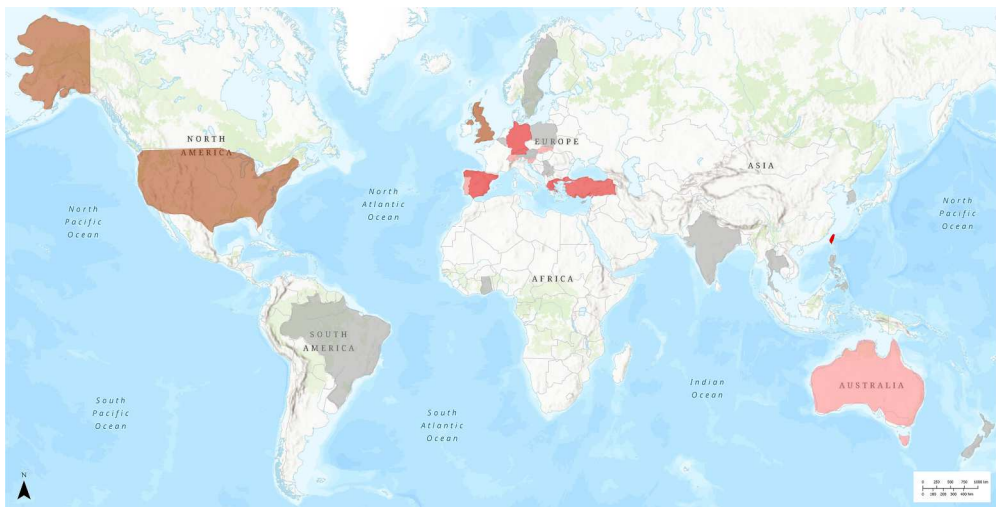 NORTH
AMERICA
EUROPE
ASIA
North
Pacific
Ocean
North
Atlantic
Ocean
North
Pacific
Ocean
AFRICA
SOUTH
AMERICA
Indian
Ocean
AUSTRALIA
South
Pacific
Ocean
South
Atlantic
Ocean
N